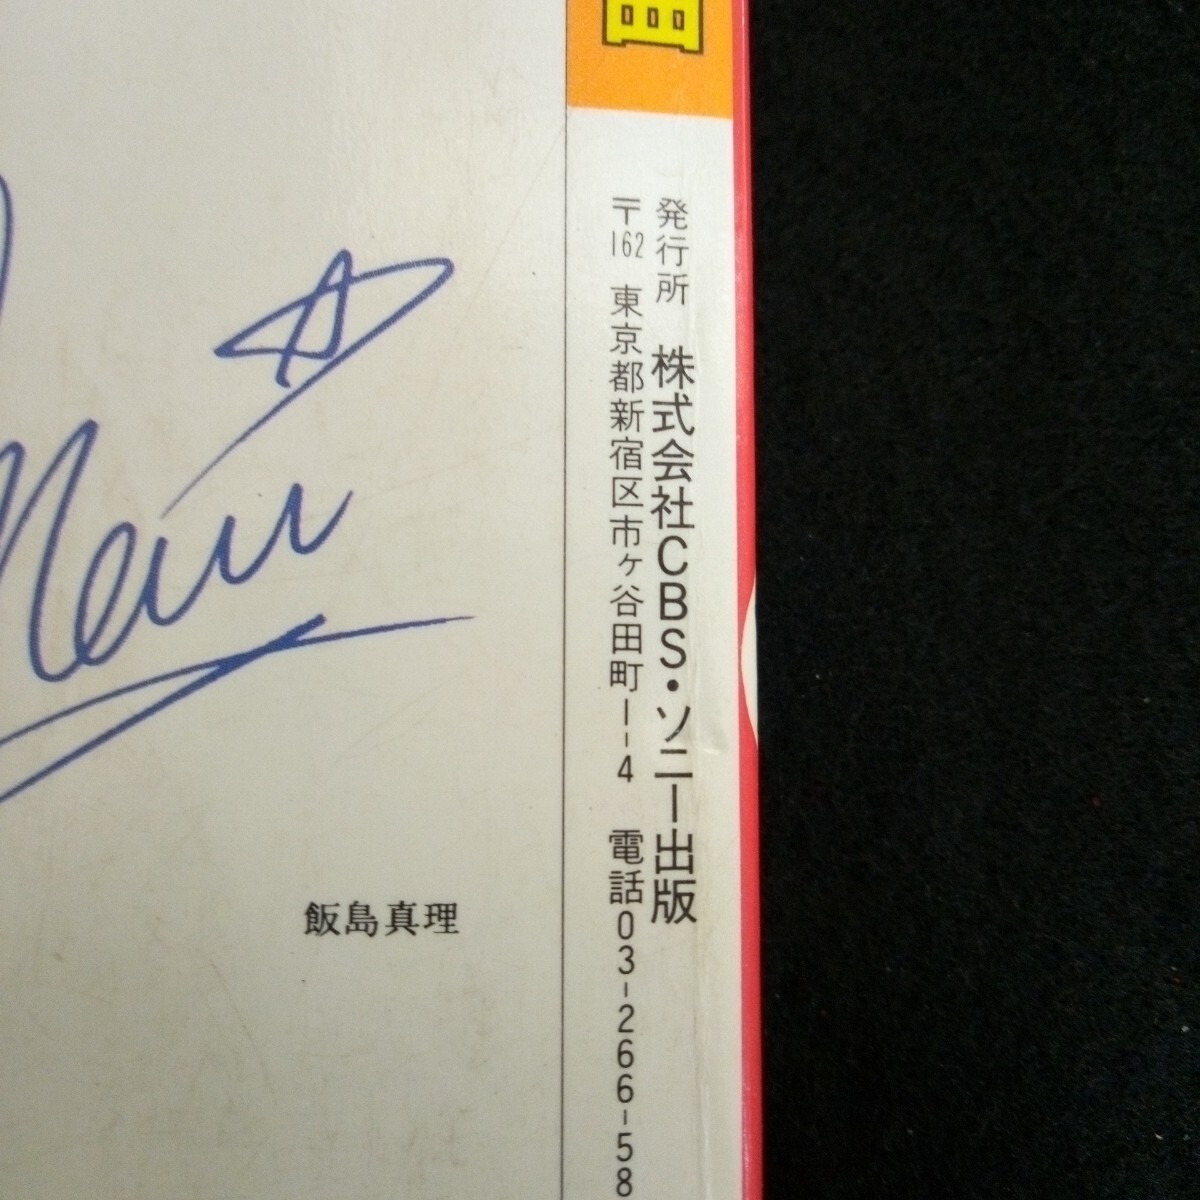 発行所 株式会社CBS・ソニー出版
〒162 東京都新宿区市ヶ谷田町1-4 電話03-266-58
飯島真理